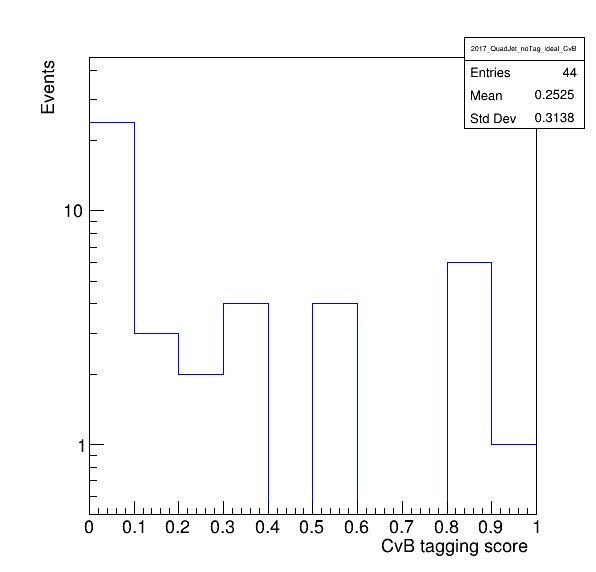 2017_QuadJet_noTag_ideal_CvB
Entries 44
Mean 0.2525
Std Dev 0.3138
Events
10
1
0 0.1 0.2 0.3 0.4 0.5 0.6 0.7 0.8 0.9 1
CvB tagging score